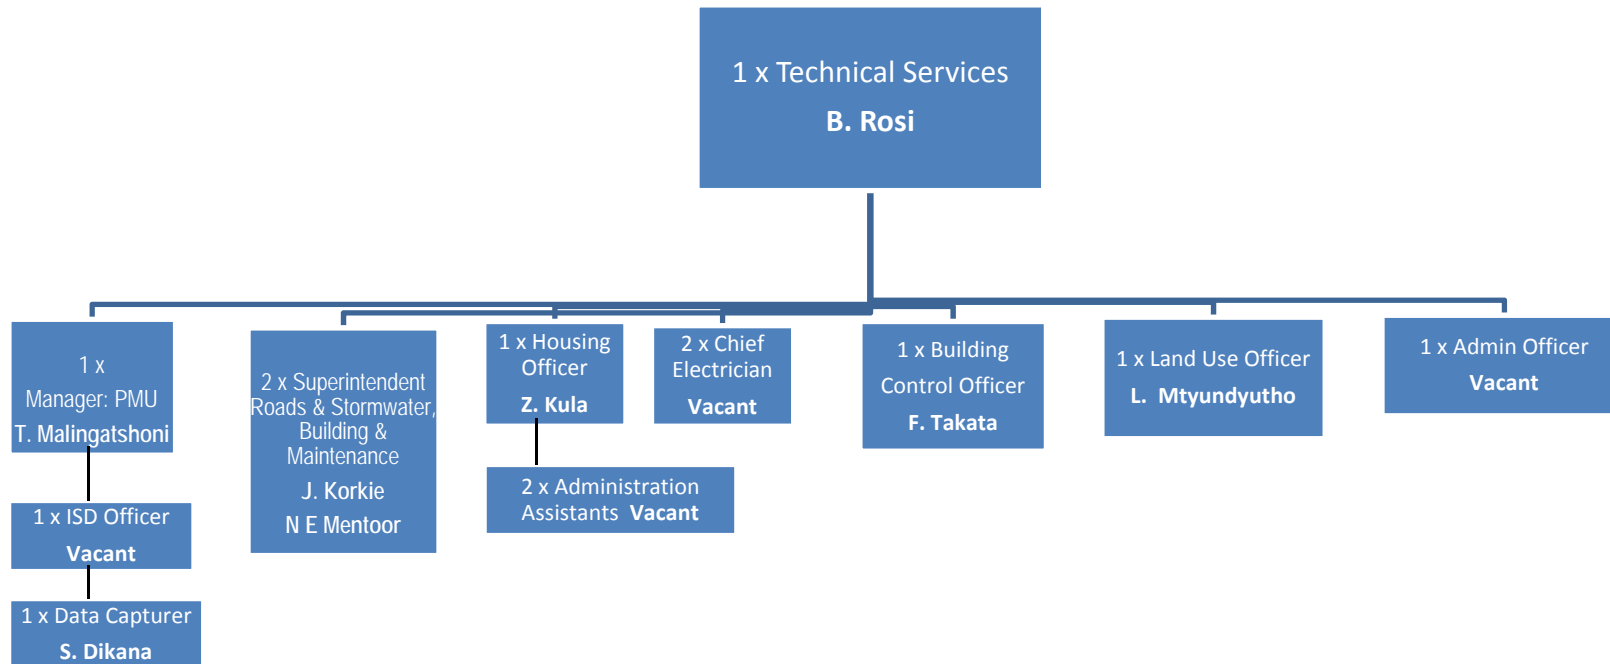 1 x Technical Services
B. Rosi
1 x
Manager: PMU
T. Malingatshoni
2 x Superintendent
Roads & Stormwater,
Building &
Maintenance
J. Korkie
N E Mentoor
1 x Housing
Officer
Z. Kula
2 x Chief
Electrician
Vacant
1 x Building
Control Officer
F. Takata
1 x Land Use Officer
L. Mtyundyutho
1 x Admin Officer
Vacant
1 x ISD Officer
Vacant
2 x Administration
Assistants Vacant
1 x Data Capturer
S. Dikana